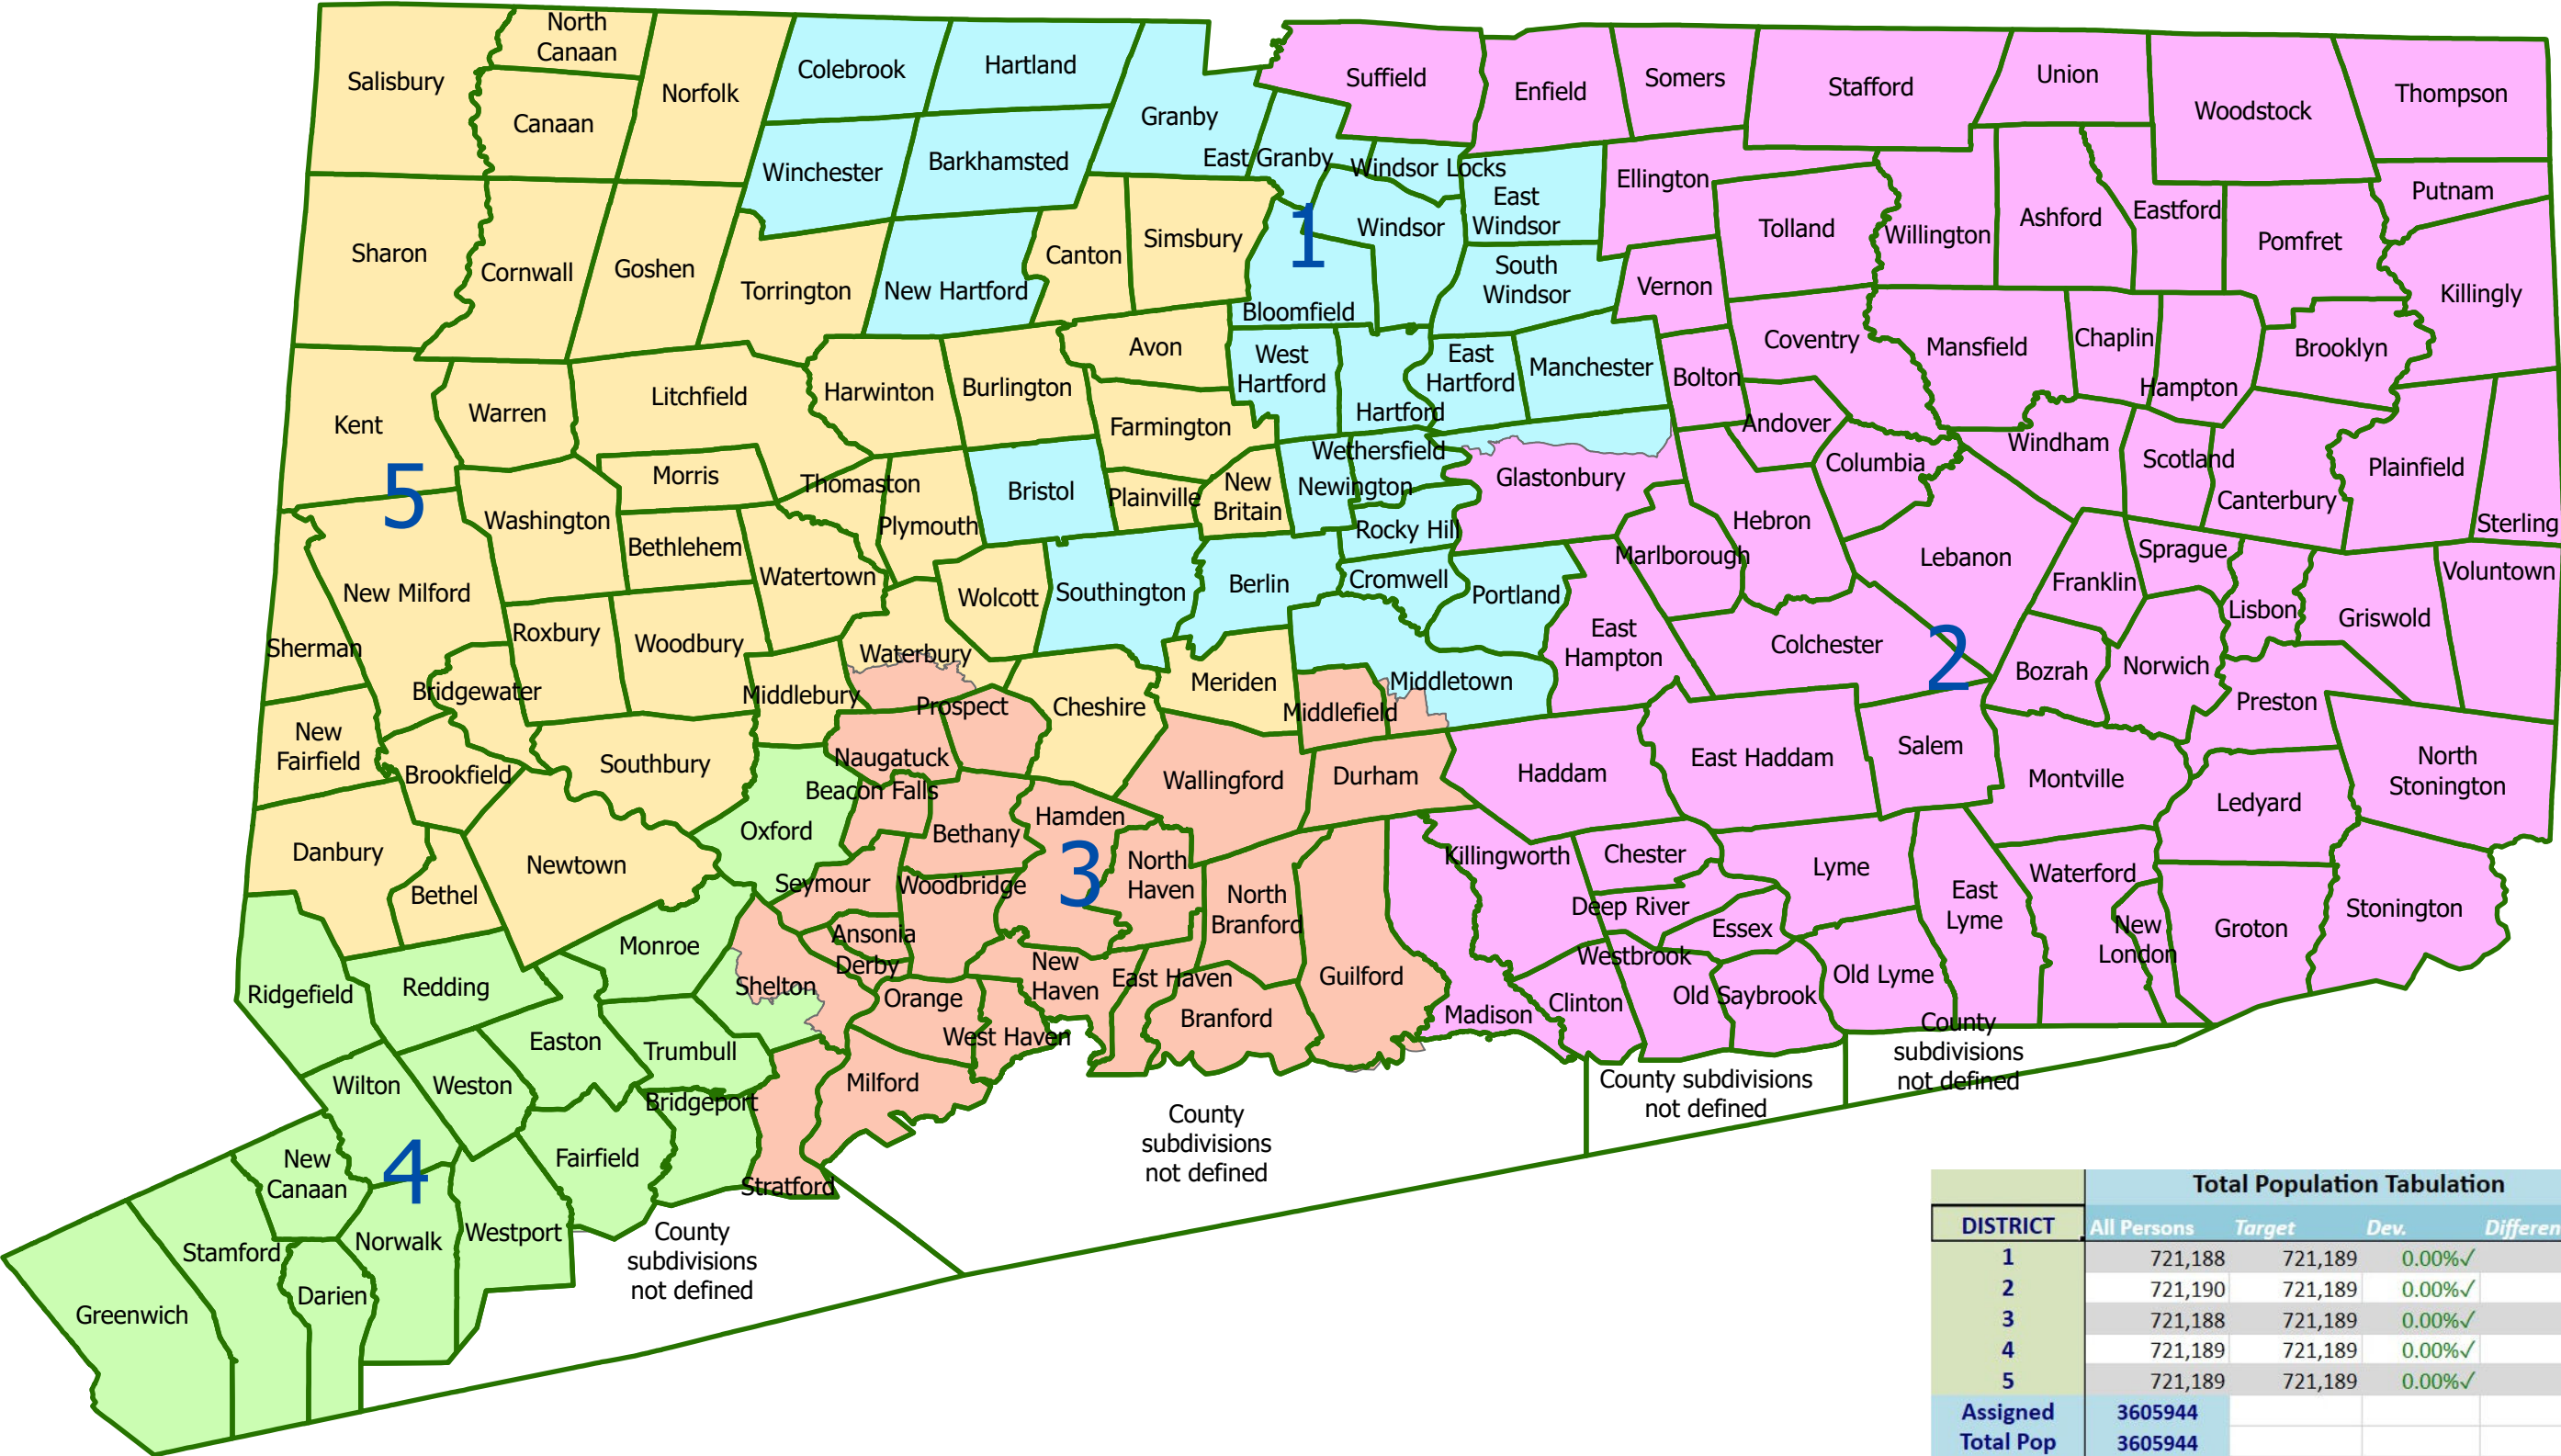 North
Canaan
Salisbury
Canaan
Norfolk
Colebrook
Hartland
Granby
Suffield
Enfield
Somers
Stafford
Union
Woodstock
Thompson
Winchester
Barkhamsted
East Granby
Windsor Locks
East
Windsor
Ellington
Tolland
Willington
Ashford
Eastford
Pomfret
Putnam
Killingly
Sharon
Cornwall
Goshen
Torrington
New Hartford
Canton
Simsbury
1
Windsor
Bloomfield
South
Windsor
Vernon
Coventry
Mansfield
Chaplin
Hampton
Brooklyn
Kent
Warren
Litchfield
Harwinton
Burlington
Avon
Farmington
West
Hartford
Hartford
East
Hartford
Manchester
Bolton
Andover
Columbia
Windham
Scotland
Canterbury
Plainfield
Sterling
5
Morris
Thomaston
Plymouth
Bristol
Plainville
New
Britain
Newington
Wethersfield
Rocky Hill
Glastonbury
Hebron
Marlborough
Lebanon
Franklin
Sprague
Lisbon
Griswold
Voluntown
Washington
Bethlehem
Watertown
Wolcott
Southington
Berlin
Cromwell
Portland
East
Hampton
Colchester
2
Bozrah
Norwich
Preston
New Milford
Sherman
Roxbury
Woodbury
Waterbury
Middlebury
Bridgewater
Prospect
Cheshire
Meriden
Middlefield
Middletown
New
Fairfield
Brookfield
Southbury
Naugatuck
Beacon Falls
Wallingford
Durham
Haddam
East Haddam
Salem
Montville
Ledyard
North
Stonington
Danbury
Bethel
Newtown
Oxford
Bethany
Hamden
3
North
Haven
Seymour
Woodbridge
North
Branford
Killingworth
Chester
Deep River
Essex
Lyme
East
Lyme
Waterford
New
London
Groton
Stonington
Monroe
Ansonia
Derby
Shelton
Ridgefield
Redding
Orange
New
Haven
East Haven
Guilford
Madison
Clinton
Westbrook
Old Saybrook
Old Lyme
Easton
Trumbull
West Haven
Branford
Milford
Wilton
Weston
Bridgeport
Fairfield
Stratford
4
New
Canaan
Norwalk
Westport
Stamford
Darien
Greenwich
County
subdivisions
not defined
County
subdivisions
not defined
County subdivisions
not defined
County
subdivisions
not defined
Total Population Tabulation
DISTRICT All Persons Target Dev.
1 721,188 721,189 0.00%✓
2 721,190 721,189 0.00%✓
3 721,188 721,189 0.00%✓
4 721,189 721,189 0.00%✓
5 721,189 721,189 0.00%✓
Assigned 3605944
Total Pop 3605944